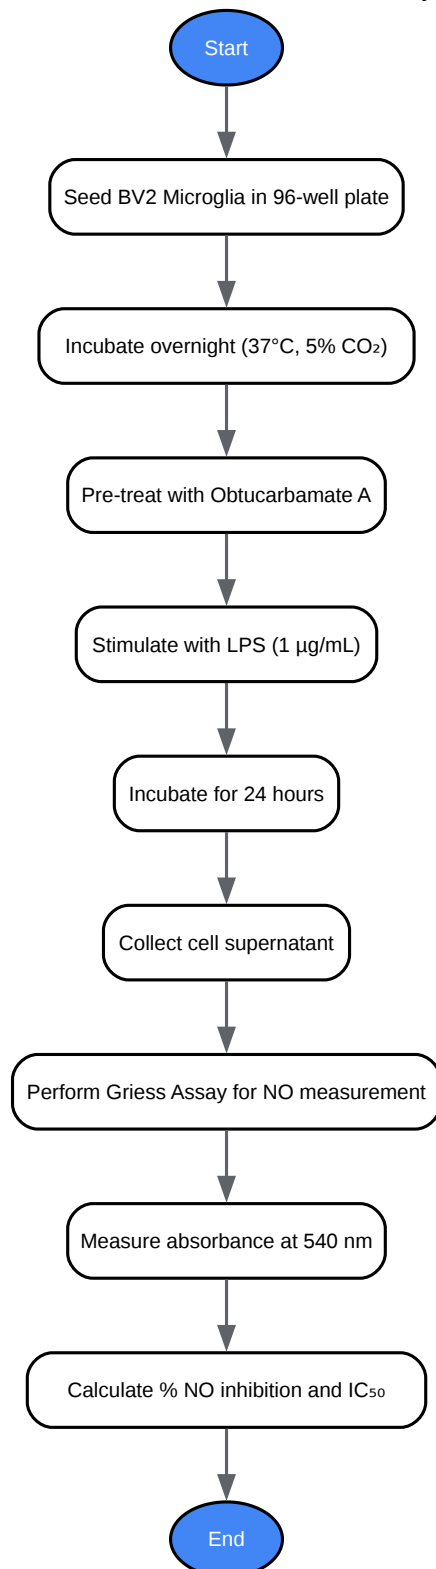 Start
Seed BV2 Microglia in 96-well plate
Incubate overnight (37°C, 5% CO₂)
Pre-treat with Obtucarbamate A
Stimulate with LPS (1 µg/mL)
Incubate for 24 hours
Collect cell supernatant
Perform Griess Assay for NO measurement
Measure absorbance at 540 nm
Calculate % NO inhibition and IC₅₀
End